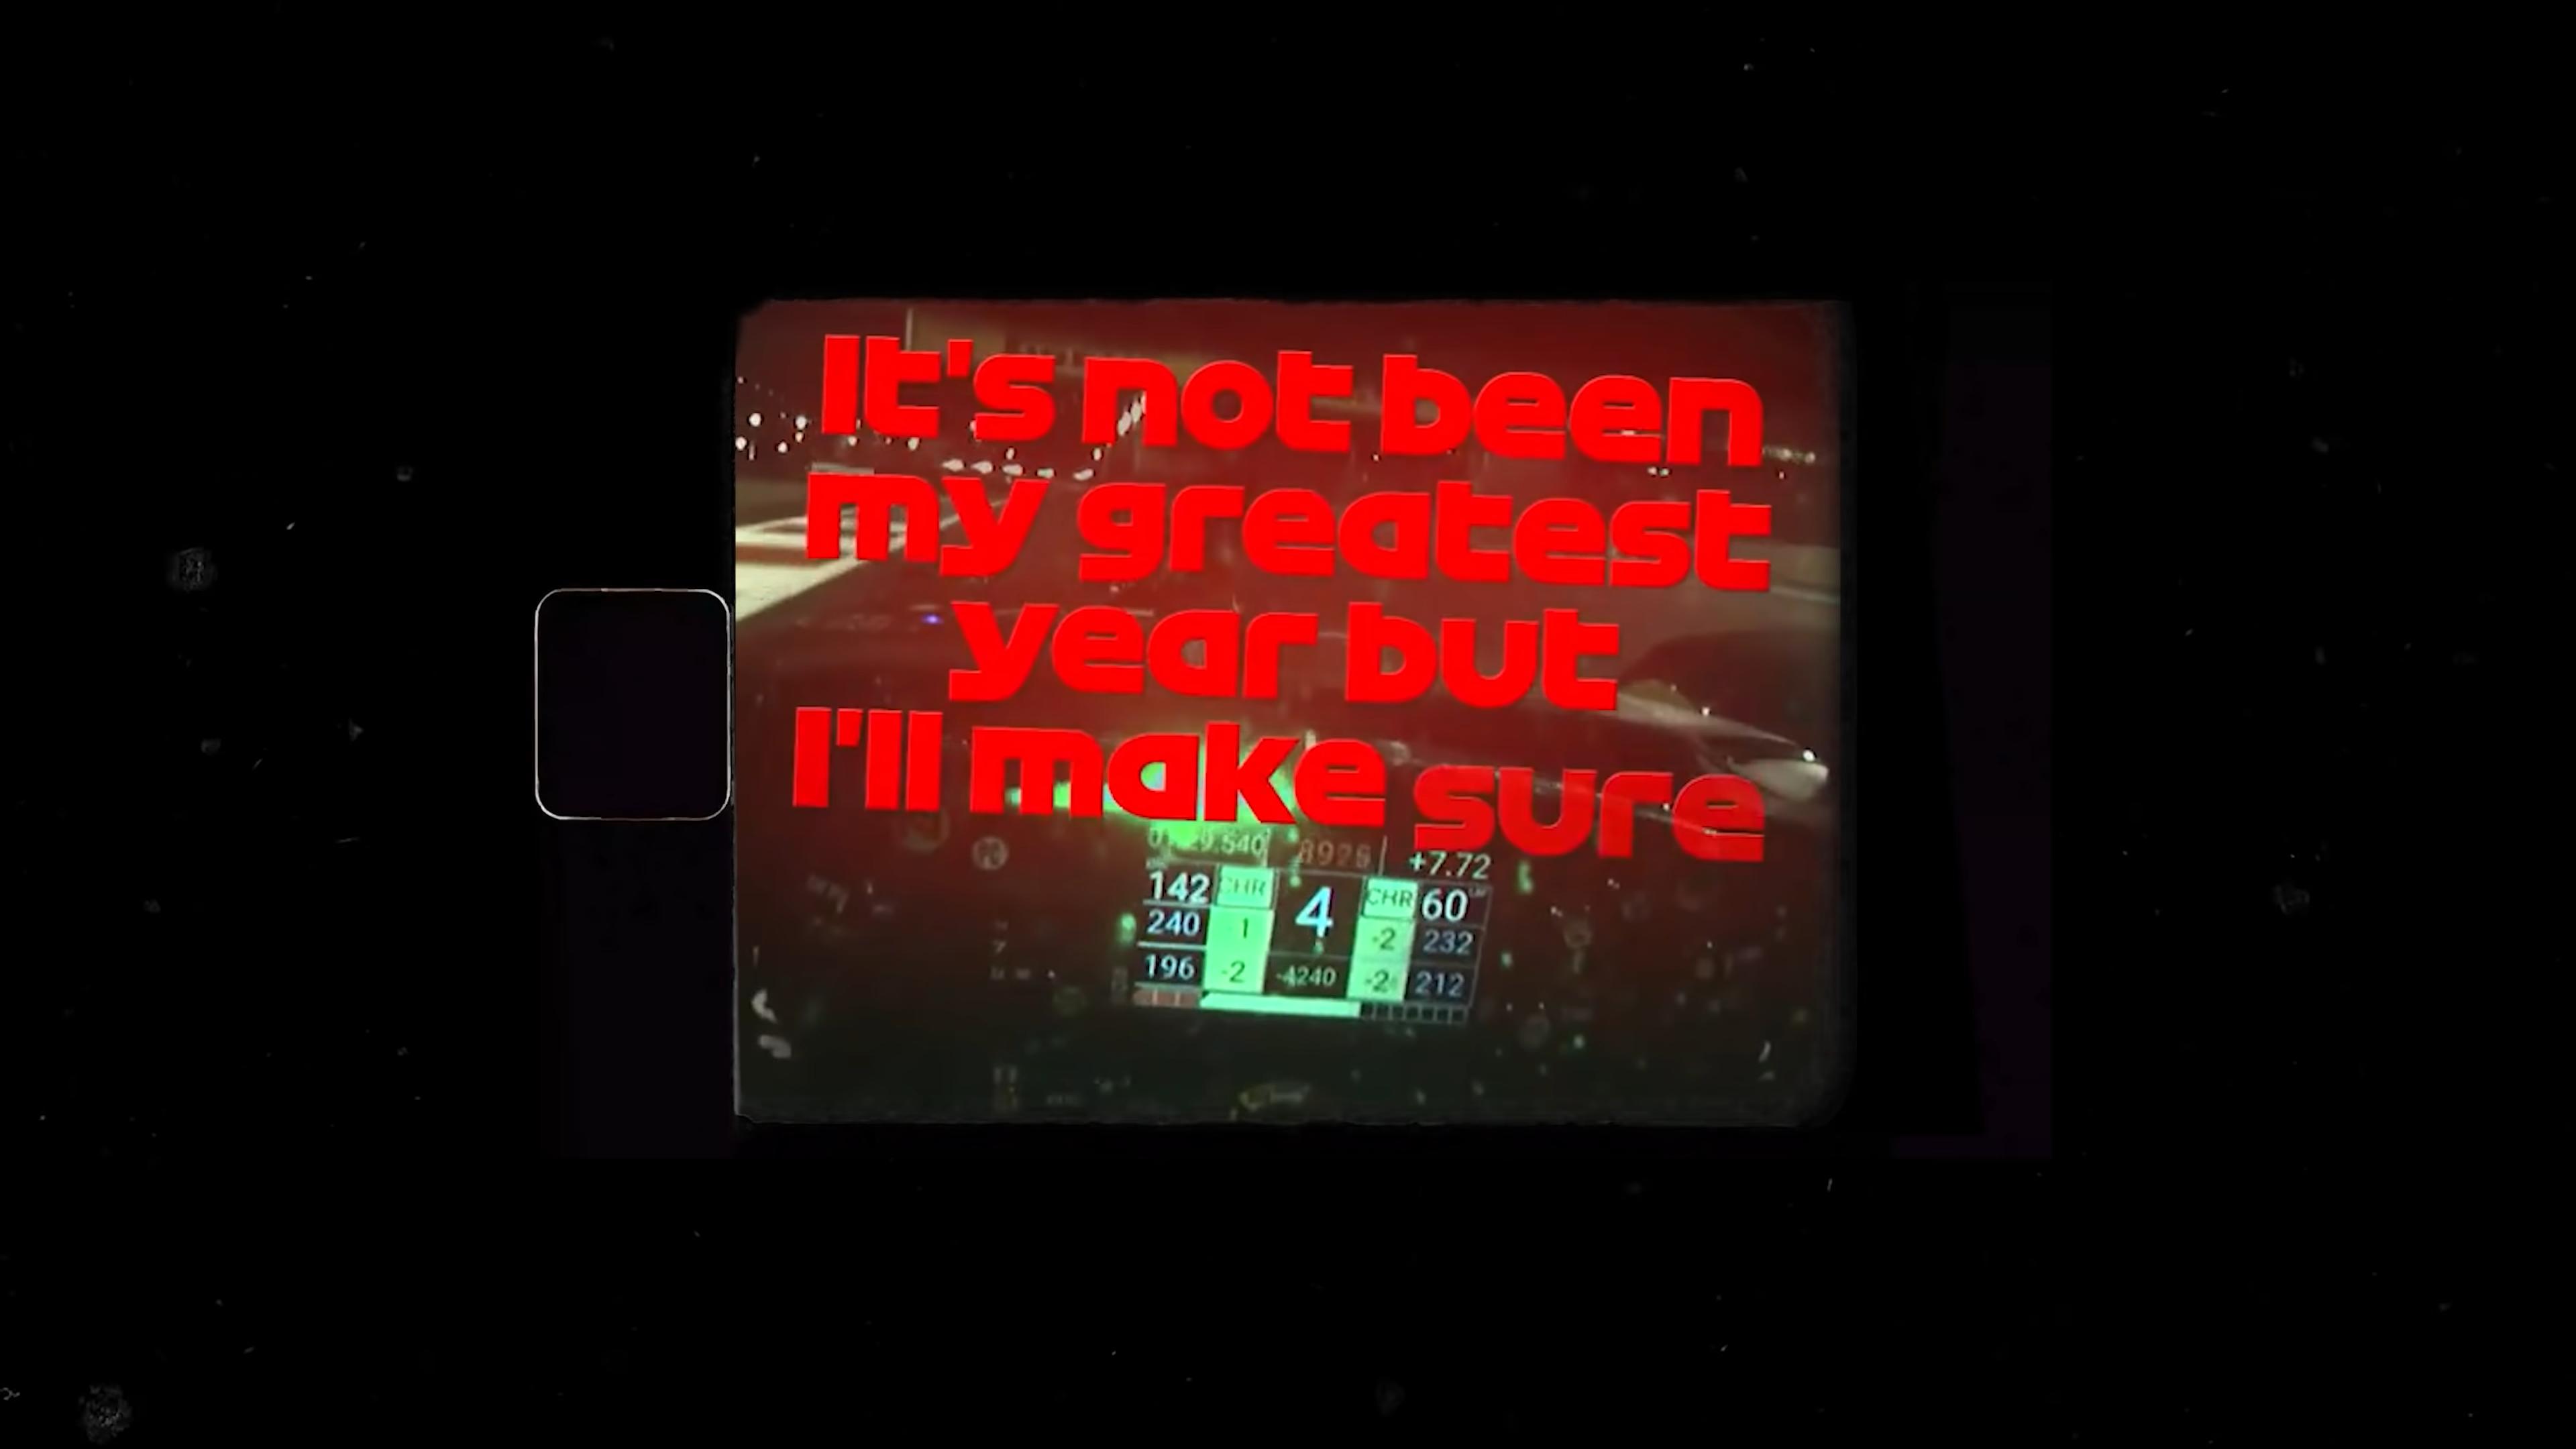 It's not been
my greatest
year but
I'll make sure
+7.72
142 CHR 4 CHR 60
240 -2 232
196 -2 -4240 -2 212